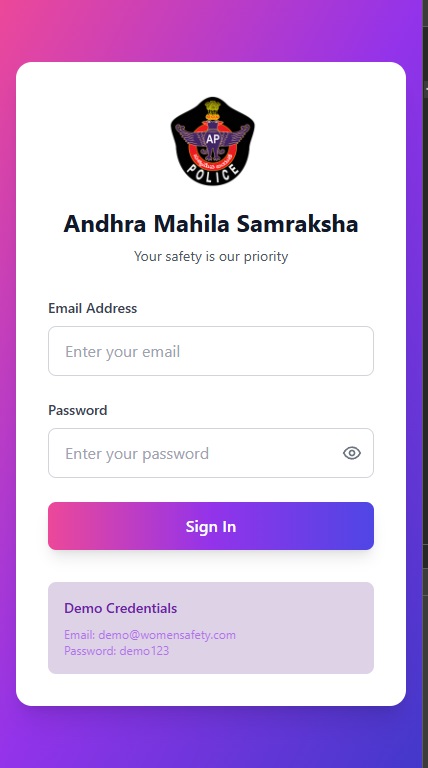 AP
POLICE
Andhra Mahila Samraksha
Your safety is our priority
Email Address
Enter your email
Password
Enter your password
Sign In
Demo Credentials
Email: demo@womensafety.com
Password: demo123